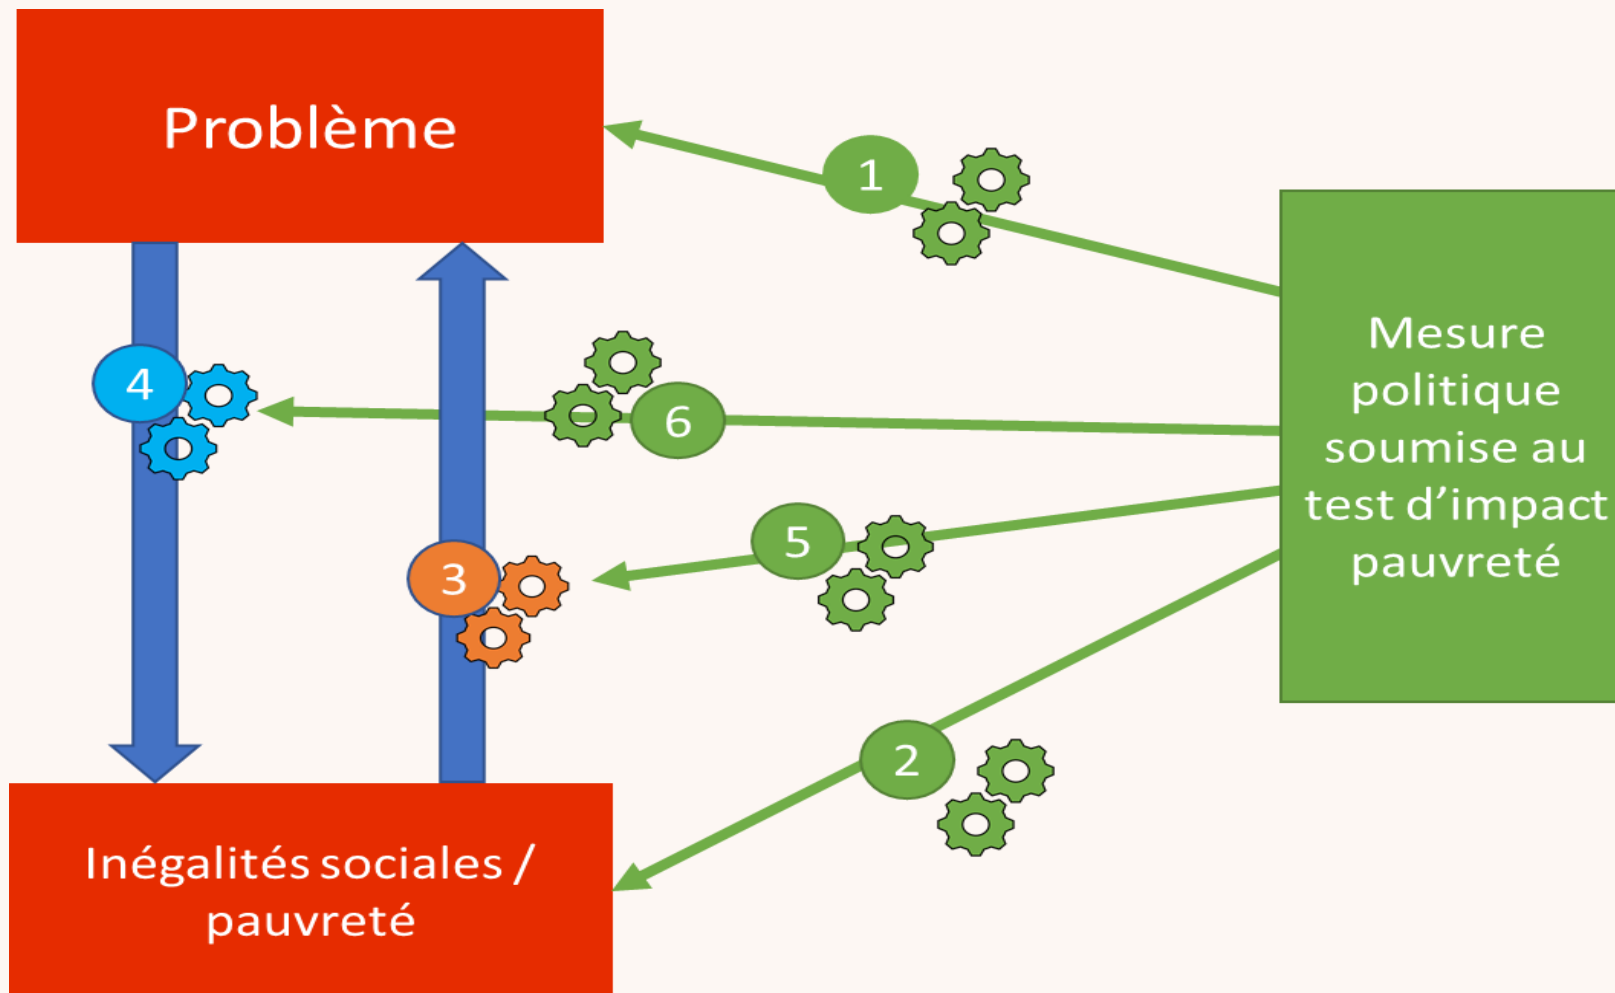 Problème
1
Mesure
politique
soumise au
test d’impact
pauvreté
4
6
5
3
2
Inégalités sociales /
pauvreté